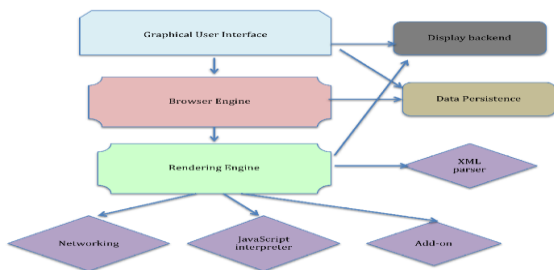 Graphical User Interface
Display backend
Browser Engine
Data Persistence
Rendering Engine
XML
parser
Networking
JavaScript
interpreter
Add-on